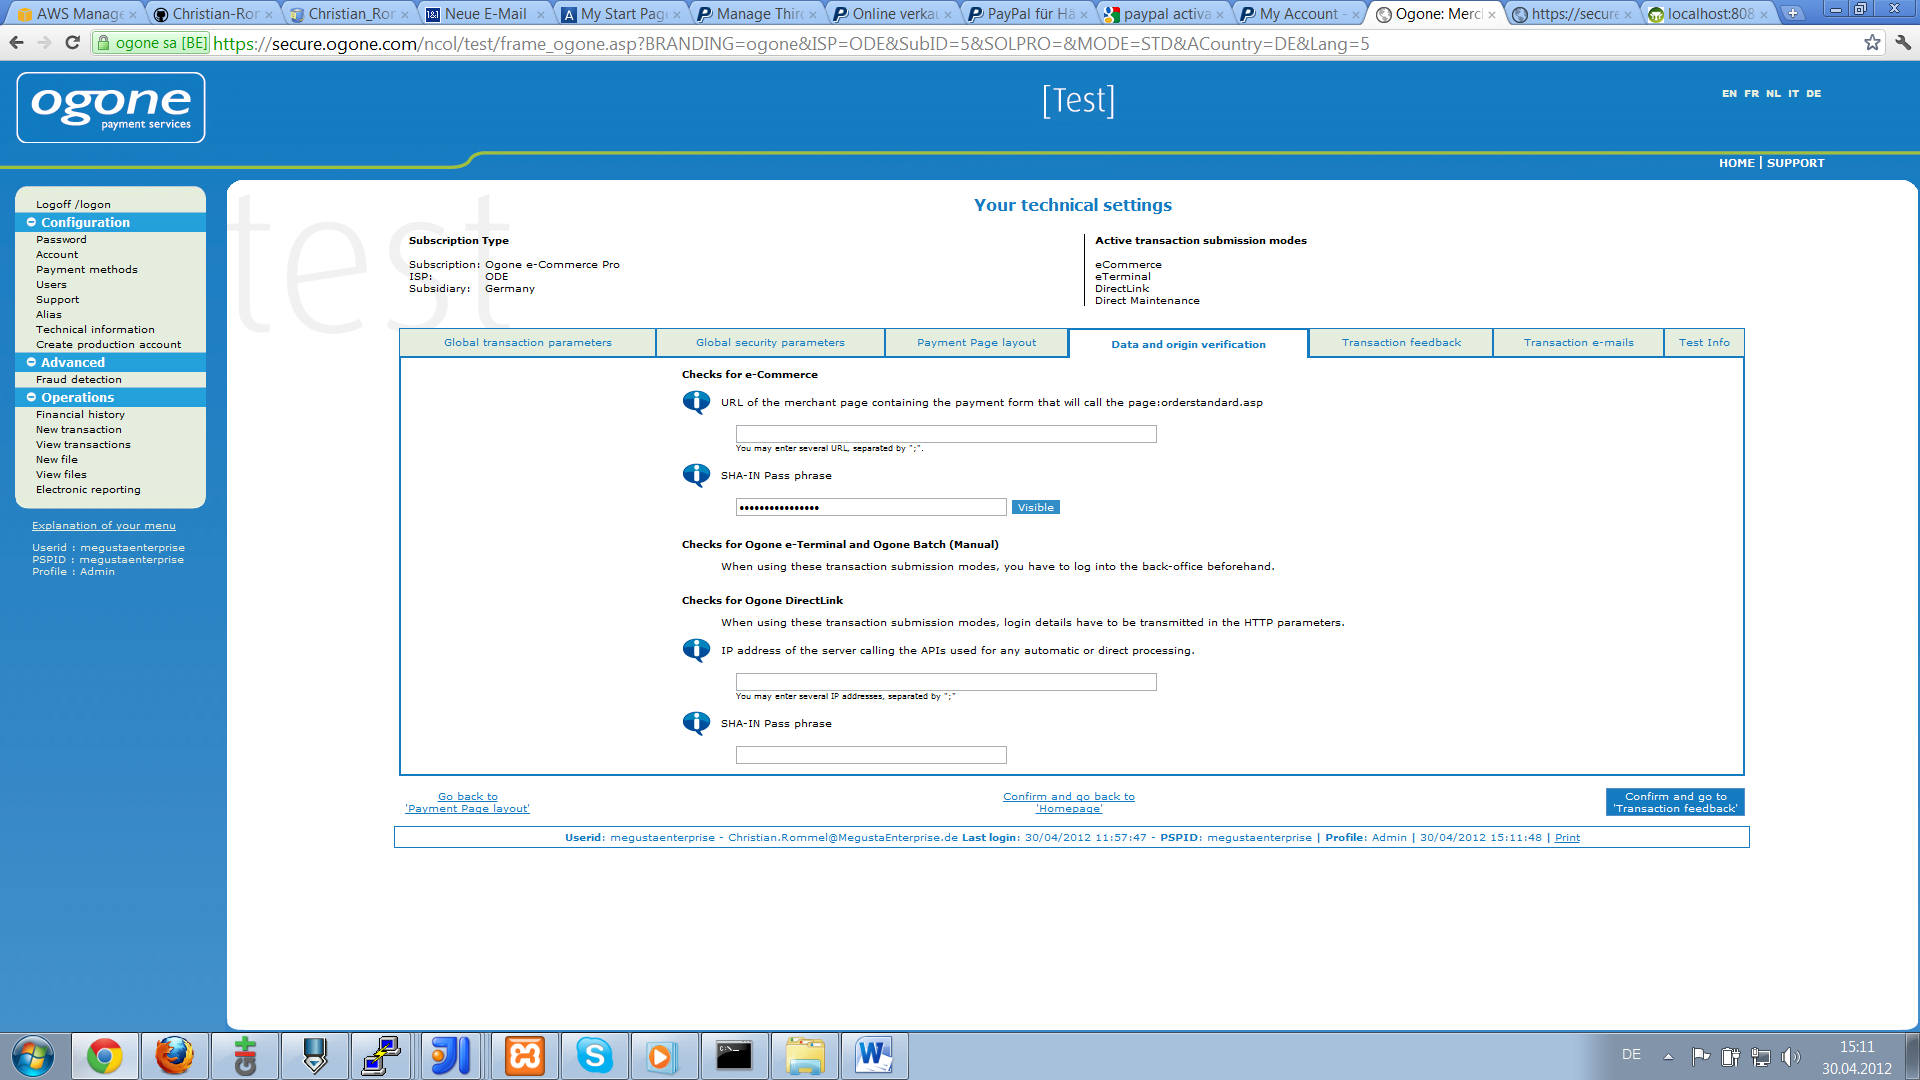 AWS Manage
Christian-Ror
Christian_Ror
Neue E-Mail
My Start Page
Manage Third
Online verkau
PayPal für Hä
paypal activa
My Account -
Ogone: Merch
https://secure
localhost:808
ogone sa [BE]
https://secure.ogone.com/ncol/test/frame_ogone.asp?BRANDING=ogone&ISP=ODE&SubID=5&SOLPRO=&MODE=STD&ACountry=DE&Lang=5
ogone
payment services
[Test]
EN FR NL IT DE
HOME | SUPPORT
test
Logoff /logon
Configuration
Password
Account
Payment methods
Users
Support
Alias
Technical information
Create production account
Advanced
Fraud detection
Operations
Financial history
New transaction
View transactions
New file
View files
Electronic reporting
Explanation of your menu
Userid : megustaenterprise
PSPID : megustaenterprise
Profile : Admin
Your technical settings
Subscription Type
Subscription: Ogone e-Commerce Pro
ISP: ODE
Subsidiary: Germany
Active transaction submission modes
eCommerce
eTerminal
DirectLink
Direct Maintenance
Global transaction parameters
Global security parameters
Payment Page layout
Data and origin verification
Transaction feedback
Transaction e-mails
Test Info
Checks for e-Commerce
URL of the merchant page containing the payment form that will call the page:orderstandard.asp
You may enter several URL, separated by ";".
SHA-IN Pass phrase
••••••••••••••••
Visible
Checks for Ogone e-Terminal and Ogone Batch (Manual)
When using these transaction submission modes, you have to log into the back-office beforehand.
Checks for Ogone DirectLink
When using these transaction submission modes, login details have to be transmitted in the HTTP parameters.
IP address of the server calling the APIs used for any automatic or direct processing.
You may enter several IP addresses, separated by ";"
SHA-IN Pass phrase
Go back to
'Payment Page layout'
Confirm and go back to
'Homepage'
Confirm and go to
'Transaction feedback'
Userid: megustaenterprise - Christian.Rommel@MegustaEnterprise.de Last login: 30/04/2012 11:57:47 - PSPID: megustaenterprise | Profile: Admin | 30/04/2012 15:11:48 | Print
DE
15:11
30.04.2012